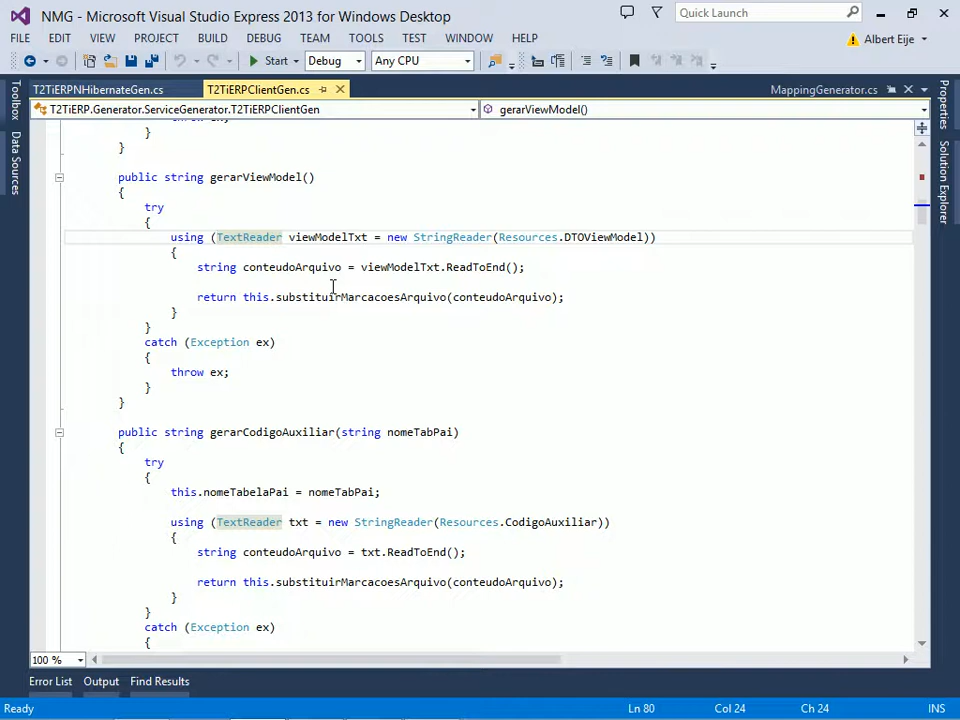 NMG - Microsoft Visual Studio Express 2013 for Windows Desktop
Quick Launch
FILE EDIT VIEW PROJECT BUILD DEBUG TEAM TOOLS TEST WINDOW HELP
Albert Eije
Start Debug Any CPU
T2TiERPNHibernateGen.cs T2TiERPClientGen.cs MappingGenerator.cs
T2TiERP.Generator.ServiceGenerator.T2TiERPClientGen gerarViewModel()
Toolbox
Data Sources
Properties
Solution Explorer
}
}
public string gerarViewModel()
{
try
{
using (TextReader viewModelTxt = new StringReader(Resources.DTOViewModel))
{
string conteudoArquivo = viewModelTxt.ReadToEnd();
return this.substituirMarcacoesArquivo(conteudoArquivo);
}
}
catch (Exception ex)
{
throw ex;
}
}
public string gerarCodigoAuxiliar(string nomeTabPai)
{
try
{
this.nomeTabelaPai = nomeTabPai;
using (TextReader txt = new StringReader(Resources.CodigoAuxiliar))
{
string conteudoArquivo = txt.ReadToEnd();
return this.substituirMarcacoesArquivo(conteudoArquivo);
}
}
catch (Exception ex)
{
100 %
Error List Output Find Results
Ready Ln 80 Col 24 INS